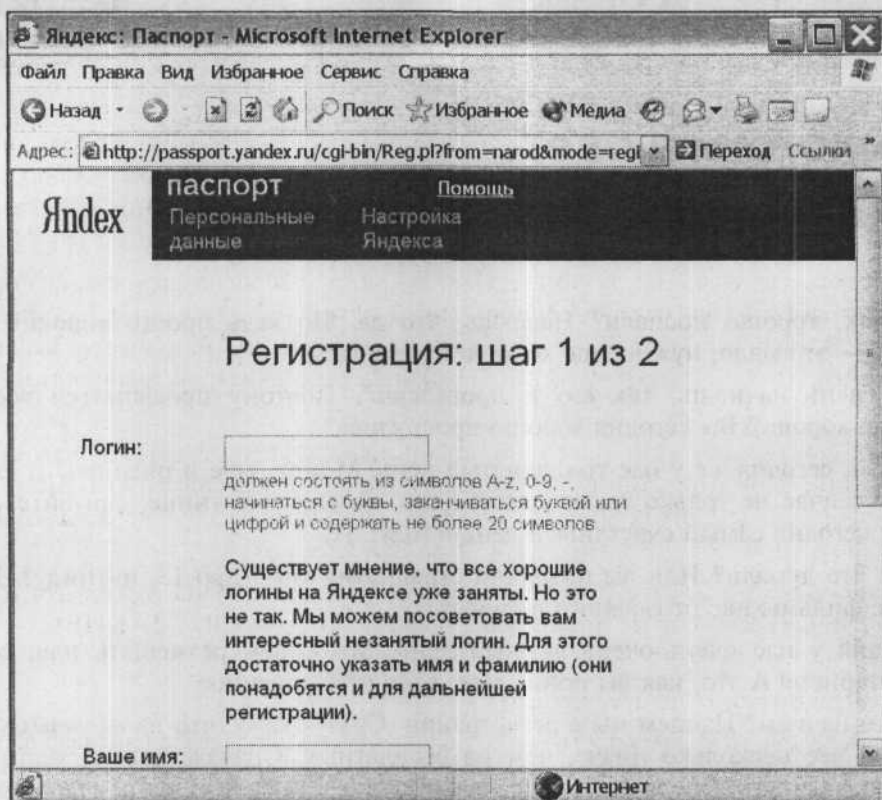 Яндекс: Паспорт - Microsoft Internet Explorer
Файл Правка Вид Избранное Сервис Справка
Назад Поиск Избранное Медиа
Адрес: http://passport.yandex.ru/cgi-bin/Reg.pl?from=narod&mode=regi Переход Ссылки »
Яndex
паспорт Помощь
Персональные Настройка
данные Яндекса
Регистрация: шаг 1 из 2
Логин:
должен состоять из символов A-z, 0-9, -,
начинаться с буквы, заканчиваться буквой или
цифрой и содержать не более 20 символов.
Существует мнение, что все хорошие
логины на Яндексе уже заняты. Но это
не так. Мы можем посоветовать вам
интересный незанятый логин. Для этого
достаточно указать имя и фамилию (они
понадобятся и для дальнейшей
регистрации).
Ваше имя:
Интернет